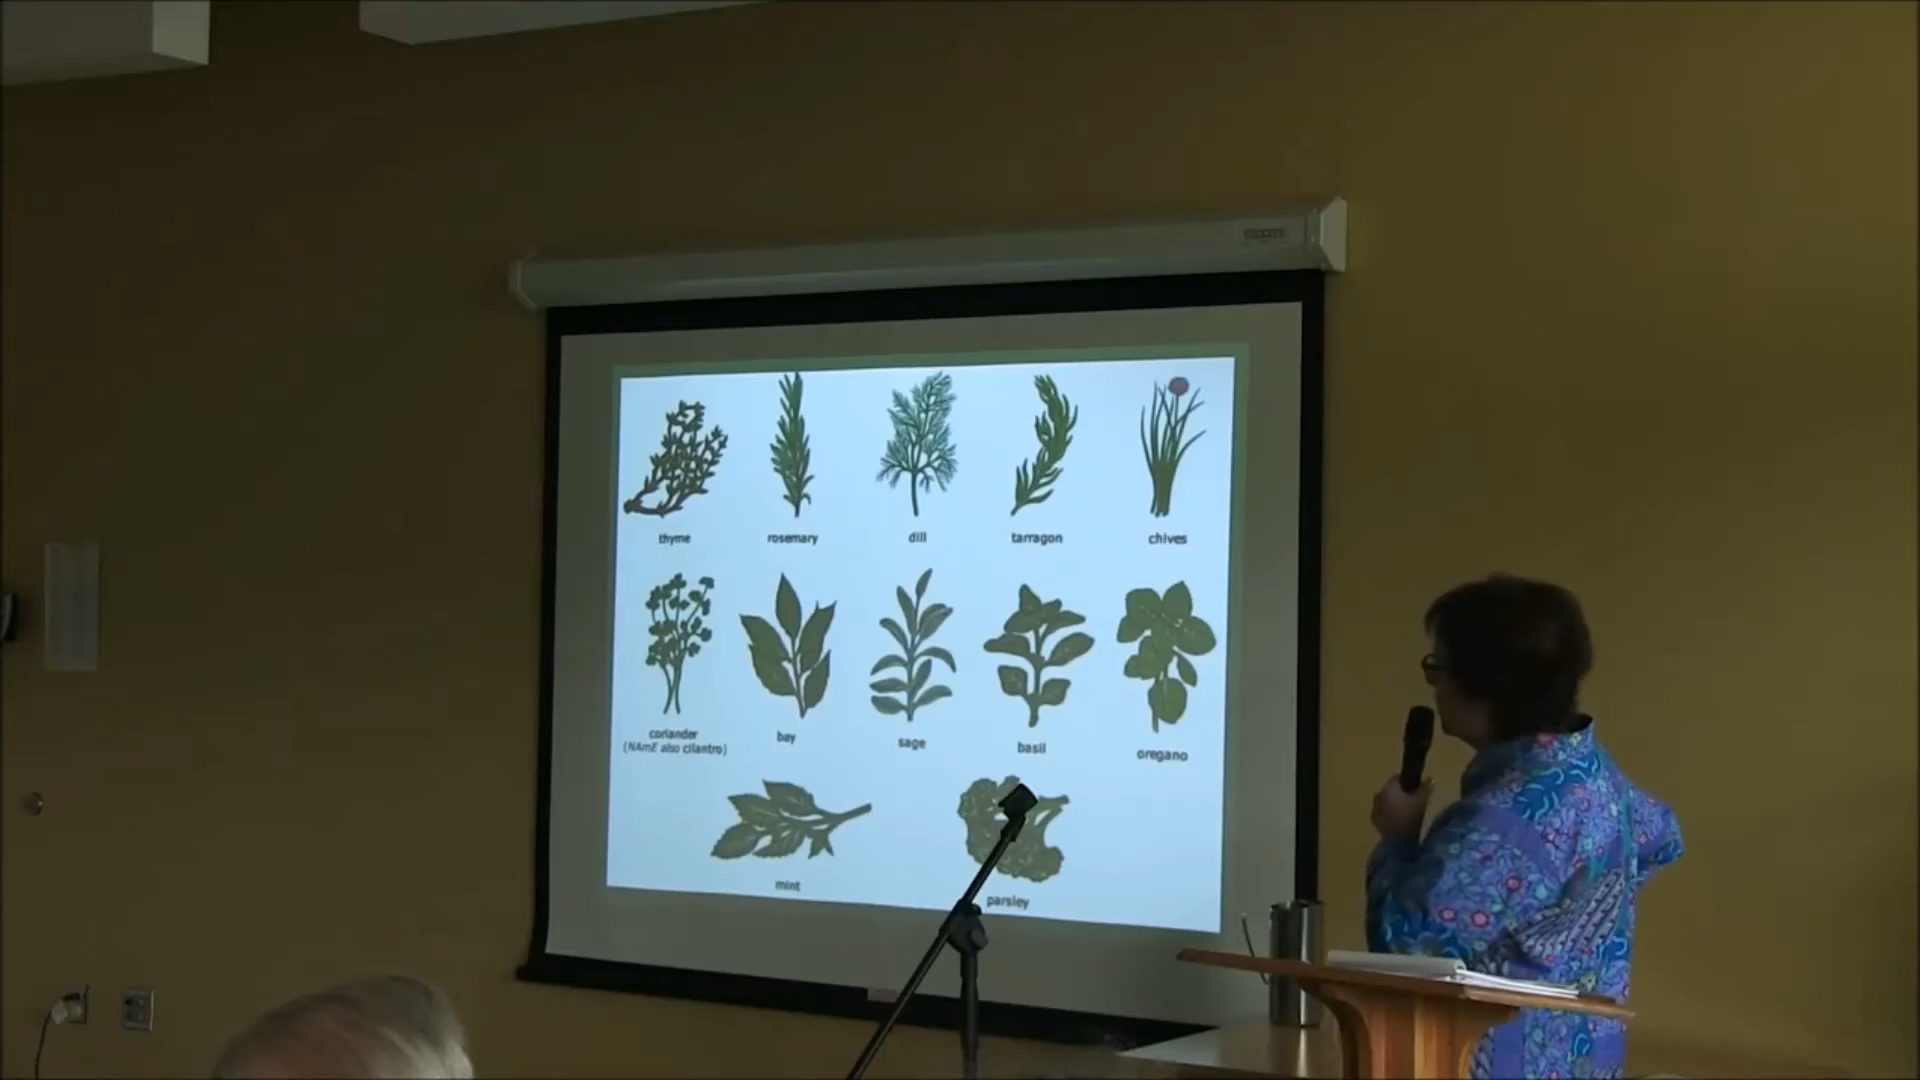 thyme
rosemary
dill
tarragon
chives
coriander
(NAmE also cilantro)
bay
sage
basil
oregano
mint
parsley